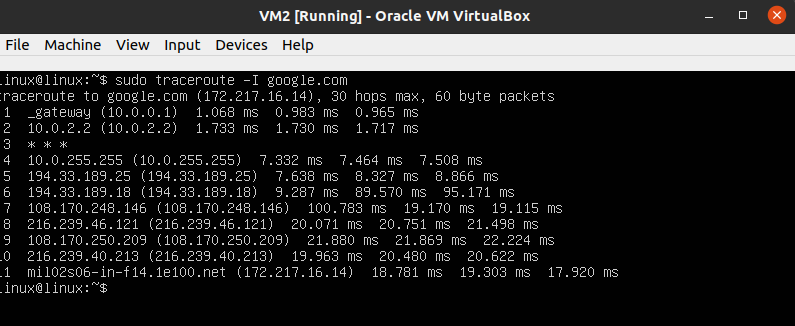 VM2 [Running] - Oracle VM VirtualBox
File Machine View Input Devices Help
linux@linux:~$ sudo traceroute -I google.com
traceroute to google.com (172.217.16.14), 30 hops max, 60 byte packets
1 _gateway (10.0.0.1) 1.068 ms 0.983 ms 0.965 ms
2 10.0.2.2 (10.0.2.2) 1.733 ms 1.730 ms 1.717 ms
3 * * *
4 10.0.255.255 (10.0.255.255) 7.332 ms 7.464 ms 7.508 ms
5 194.33.189.25 (194.33.189.25) 7.638 ms 8.327 ms 8.866 ms
6 194.33.189.18 (194.33.189.18) 9.287 ms 89.570 ms 95.171 ms
7 108.170.248.146 (108.170.248.146) 100.783 ms 19.170 ms 19.115 ms
8 216.239.46.121 (216.239.46.121) 20.071 ms 20.751 ms 21.498 ms
9 108.170.250.209 (108.170.250.209) 21.880 ms 21.869 ms 22.224 ms
10 216.239.40.213 (216.239.40.213) 19.963 ms 20.480 ms 20.622 ms
11 mil02s06-in-f14.1e100.net (172.217.16.14) 18.781 ms 19.303 ms 17.920 ms
linux@linux:~$